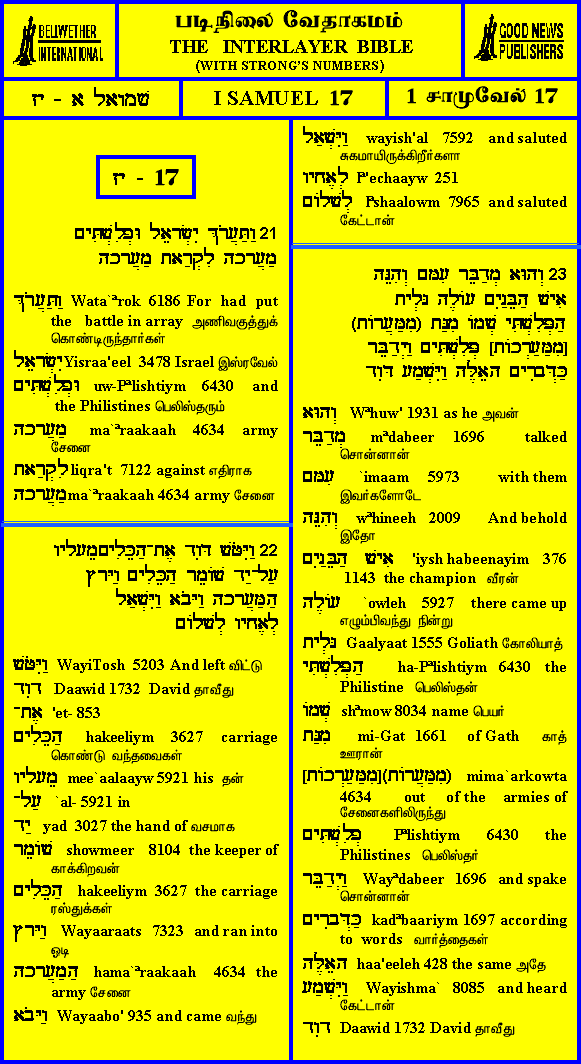 BELLWETHER
INTERNATIONAL
படிநிலை வேதாகமம்
THE INTERLAYER BIBLE
(WITH STRONG'S NUMBERS)
GOOD NEWS
PUBLISHERS
שמואל א - יז
I SAMUEL 17
1 சாமுவேல் 17
יז - 17
21 וַתַּעֲרֹךְ יִשְׂרָאֵל וּפְלִשְׁתִּים
מַעֲרָכָה לִקְרַאת מַעֲרָכָה
וַתַּעֲרֹךְ Wata`ªrok 6186 For had put
the battle in array அணிவகுத்துக்
கொண்டிருந்தார்கள்
יִשְׂרָאֵל Yisraa'eel 3478 Israel இஸ்ரவேல்
וּפְלִשְׁתִּים uw-Pªlishtiym 6430 and
the Philistines பெலிஸ்தரும்
מַעֲרָכָה ma`ªraakaah 4634 army
சேனை
לִקְרַאת liqra't 7122 against எதிராக
מַעֲרָכָה ma`ªraakaah 4634 army சேனை
22 וַיִּטֹּשׁ דָּוִד אֶת־הַכֵּלִים מֵעָלָיו
עַל־יַד שׁוֹמֵר הַכֵּלִים וַיָּרָץ
הַמַּעֲרָכָה וַיָּבֹא וַיִּשְׁאַל
לְאֶחָיו לְשָׁלוֹם
וַיִּטֹּשׁ WayiTosh 5203 And left விட்டு
דָּוִד Daawid 1732 David தாவீது
אֶת־ 'et- 853
הַכֵּלִים hakeeliym 3627 carriage
கொண்டு வந்தவைகள்
מֵעָלָיו mee`aalaayw 5921 his தன்
עַל־ `al- 5921 in
יַד yad 3027 the hand of வசமாக
שׁוֹמֵר showmeer 8104 the keeper of
காக்கிறவன்
הַכֵּלִים hakeeliym 3627 the carriage
ரஸ்துக்கள்
וַיָּרָץ Wayaaraats 7323 and ran into
ஓடி
הַמַּעֲרָכָה hama`ªraakaah 4634 the
army சேனை
וַיָּבֹא Wayaabo' 935 and came வந்து
וַיִּשְׁאַל wayish'al 7592 and saluted
சுகமாயிருக்கிறீர்களா
לְאֶחָיו lª'echaayw 251
לְשָׁלוֹם lªshaalowm 7965 and saluted
கேட்டான்
23 וְהוּא מְדַבֵּר עִמָּם וְהִנֵּה
אִישׁ הַבֵּנַיִם עוֹלֶה גָּלְיָת
הַפְּלִשְׁתִּי שְׁמוֹ מִגַּת (מִמַּעֲרוֹת)
[מִמַּעַרְכוֹת] פְּלִשְׁתִּים וַיְדַבֵּר
כַּדְּבָרִים הָאֵלֶּה וַיִּשְׁמַע דָּוִד
וְהוּא Wªhuw' 1931 as he அவன்
מְדַבֵּר mªdabeer 1696 talked
சொன்னான்
עִמָּם `imaam 5973 with them
இவர்களோடே
וְהִנֵּה wªhineeh 2009 And behold
இதோ
אִישׁ הַבֵּנַיִם 'iysh habeenayim 376
1143 the champion வீரன்
עוֹלֶה `owleh 5927 there came up
எழும்பிவந்து நின்று
גָּלְיָת Gaalyaat 1555 Goliath கோலியாத்
הַפְּלִשְׁתִּי ha-Pªlishtiym 6430 the
Philistine பெலிஸ்தன்
שְׁמוֹ shªmow 8034 name பெயர்
מִגַּת mi-Gat 1661 of Gath காத்
ஊரான்
(מִמַּעֲרוֹת)[מִמַּעַרְכוֹת] mima`arkowta
4634 out of the armies of
சேனைகளிலிருந்து
פְּלִשְׁתִּים Pªlishtiym 6430 the
Philistines பெலிஸ்தர்
וַיְדַבֵּר Wayªdabeer 1696 and spake
சொன்னான்
כַּדְּבָרִים kadªbaariym 1697 according
to words வார்த்தைகள்
הָאֵלֶּה haa'eeleh 428 the same அதே
וַיִּשְׁמַע Wayishma` 8085 and heard
கேட்டான்
דָּוִד Daawid 1732 David தாவீது